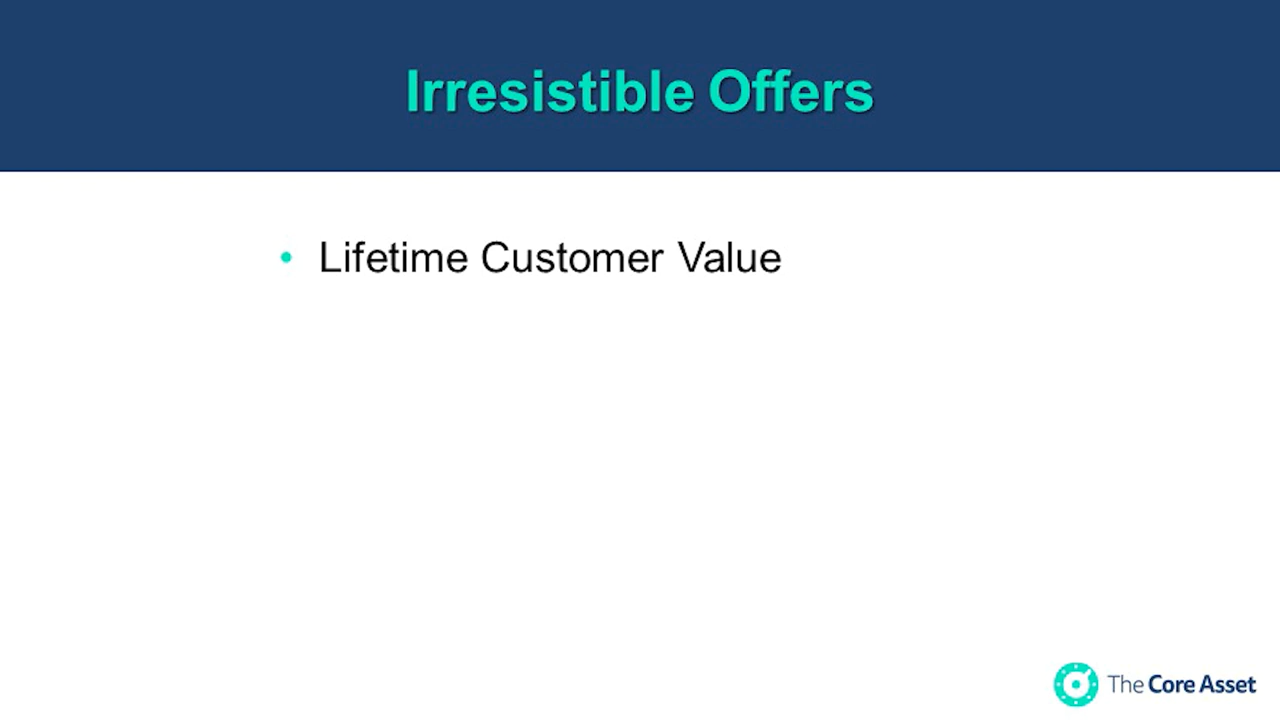 Irresistible Offers
• Lifetime Customer Value
The Core Asset